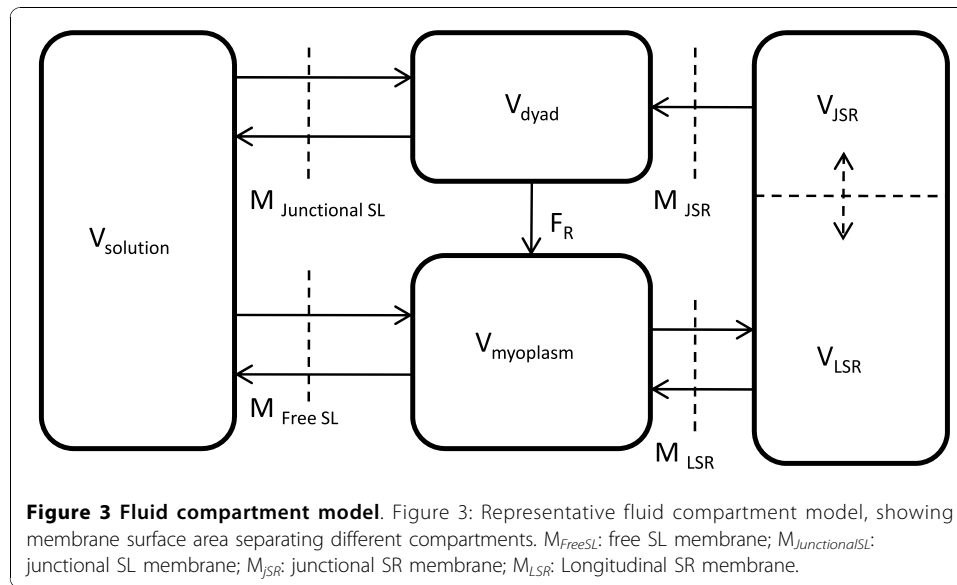 V_solution
V_dyad
V_JSR
M_Junctional SL
M_JSR
F_R
V_myoplasm
V_LSR
M_Free SL
M_LSR
Figure 3 Fluid compartment model. Figure 3: Representative fluid compartment model, showing
membrane surface area separating different compartments. M_FreeSL: free SL membrane; M_JunctionalSL:
junctional SL membrane; M_jSR: junctional SR membrane; M_LSR: Longitudinal SR membrane.